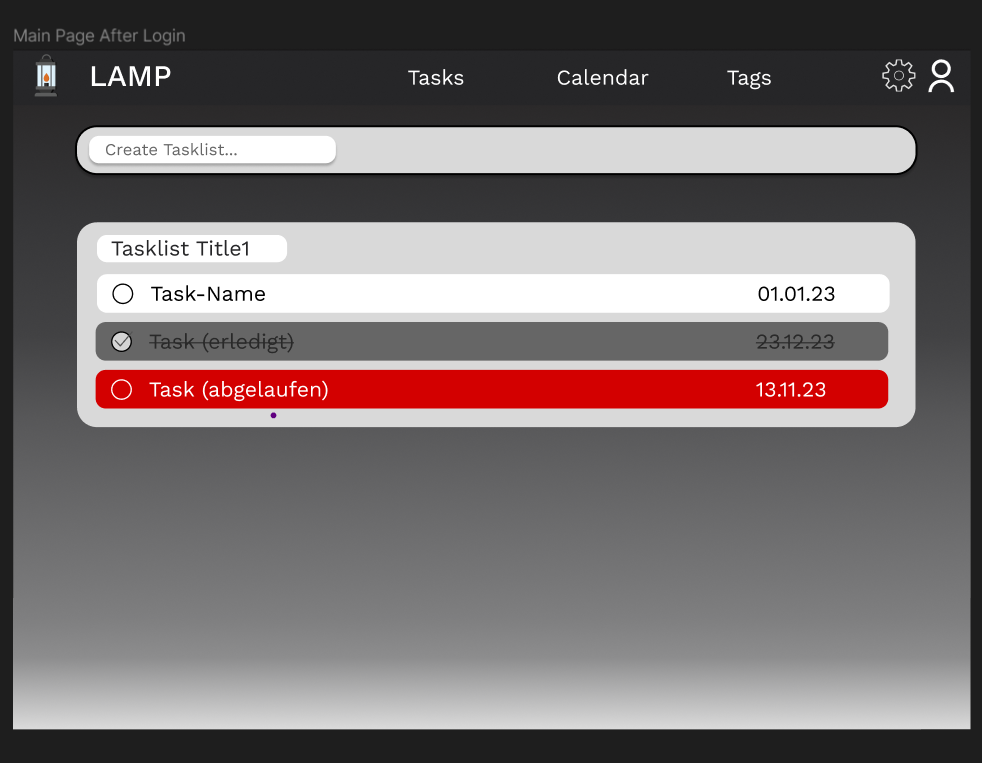 Main Page After Login
LAMP Tasks Calendar Tags
Create Tasklist...
Tasklist Title1
Task-Name 01.01.23
Task (erledigt) 23.12.23
Task (abgelaufen) 13.11.23